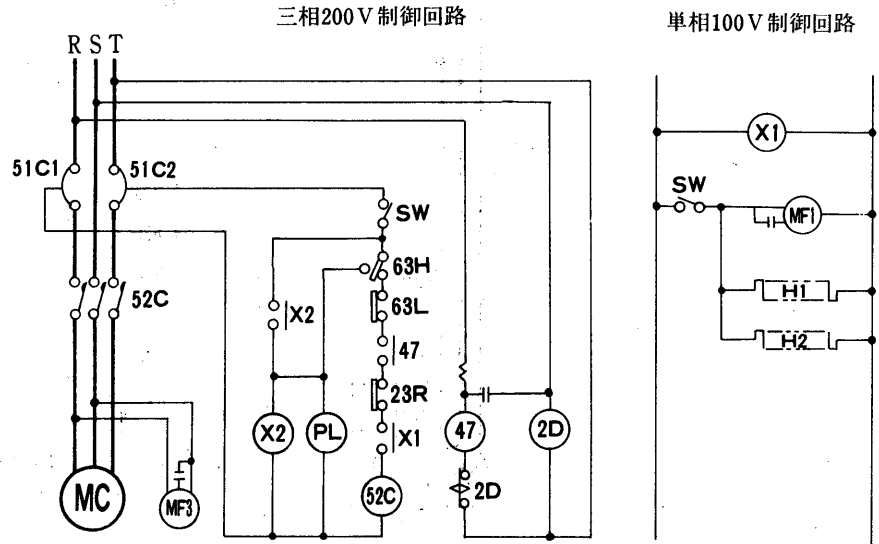 三相200V制御回路
単相100V制御回路
R S T
X1
51C1
51C2
SW
SW
MF1
63H
52C
63L
H1
X2
47
H2
23R
X2
PL
X1
47
2D
MC
MF3
52C
2D